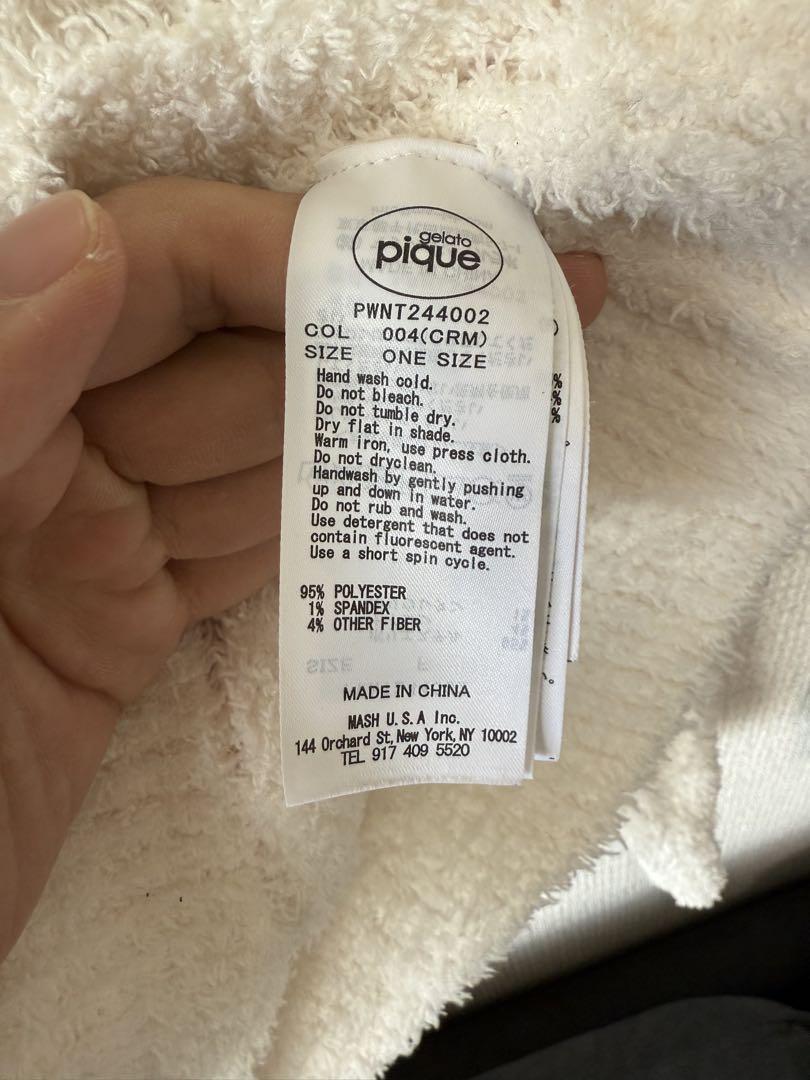 gelato
pique
PWNT244002
COL 004(CRM)
SIZE ONE SIZE
Hand wash cold.
Do not bleach.
Do not tumble dry.
Dry flat in shade.
Warm iron, use press cloth.
Do not dryclean.
Handwash by gently pushing
up and down in water.
Do not rub and wash.
Use detergent that does not
contain fluorescent agent.
Use a short spin cycle.
95% POLYESTER
1% SPANDEX
4% OTHER FIBER
MADE IN CHINA
MASH U.S.A Inc.
144 Orchard St, New York, NY 10002
TEL 917 409 5520